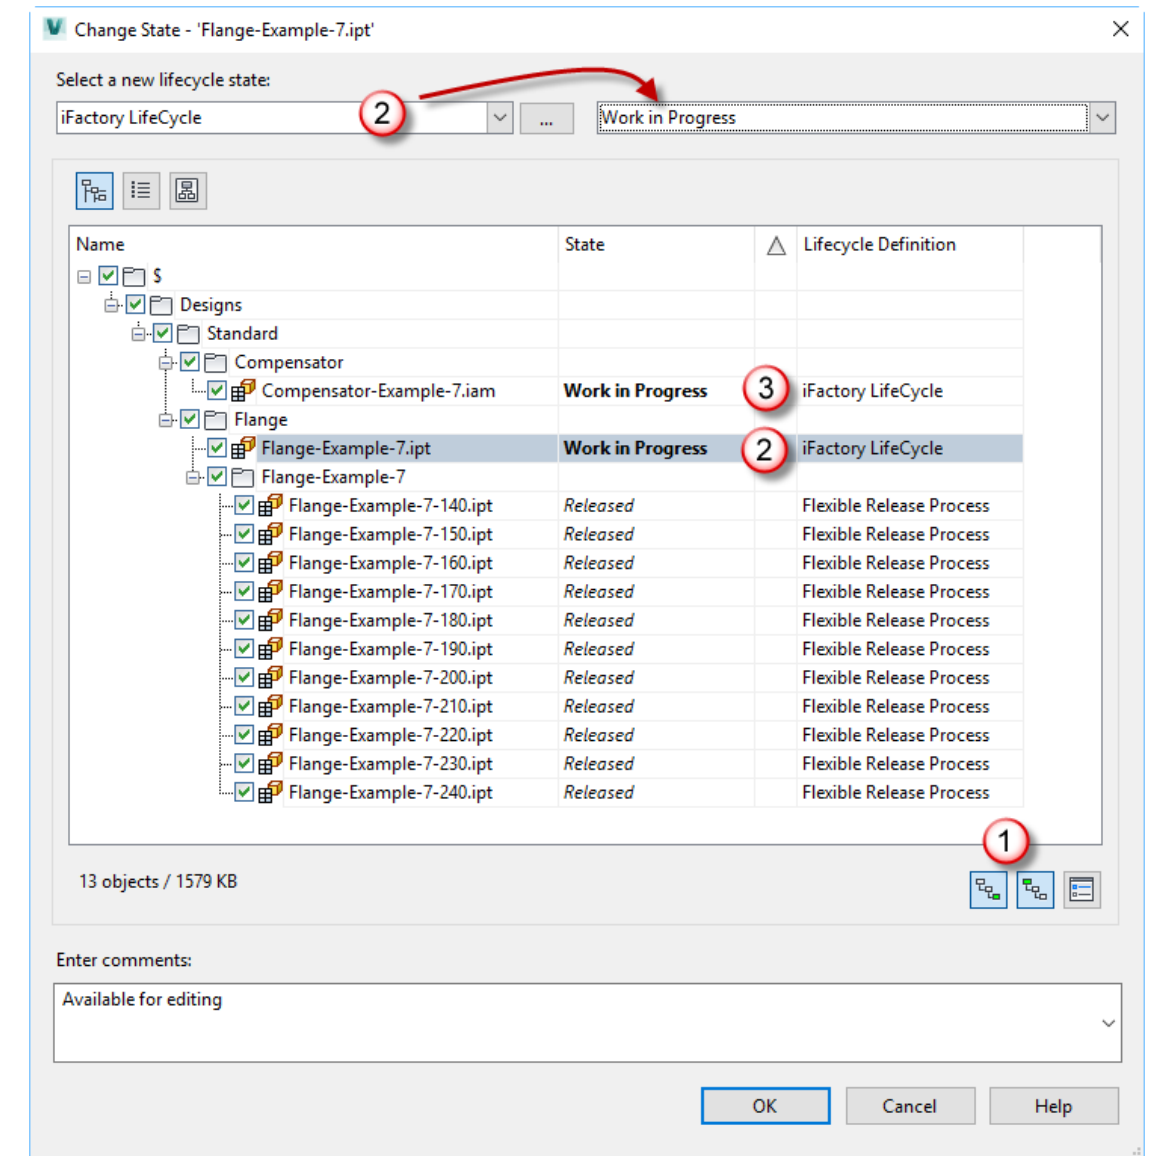 Change State - 'Flange-Example-7.ipt'
Select a new lifecycle state:
iFactory LifeCycle 2 ... Work in Progress
Name State Lifecycle Definition
$
Designs
Standard
Compensator
Compensator-Example-7.iam Work in Progress 3 iFactory LifeCycle
Flange
Flange-Example-7.ipt Work in Progress 2 iFactory LifeCycle
Flange-Example-7
Flange-Example-7-140.ipt Released Flexible Release Process
Flange-Example-7-150.ipt Released Flexible Release Process
Flange-Example-7-160.ipt Released Flexible Release Process
Flange-Example-7-170.ipt Released Flexible Release Process
Flange-Example-7-180.ipt Released Flexible Release Process
Flange-Example-7-190.ipt Released Flexible Release Process
Flange-Example-7-200.ipt Released Flexible Release Process
Flange-Example-7-210.ipt Released Flexible Release Process
Flange-Example-7-220.ipt Released Flexible Release Process
Flange-Example-7-230.ipt Released Flexible Release Process
Flange-Example-7-240.ipt Released Flexible Release Process
1
13 objects / 1579 KB
Enter comments:
Available for editing
OK Cancel Help